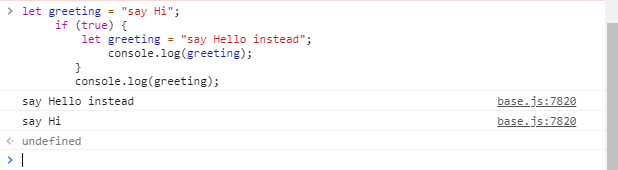 let greeting = "say Hi";
if (true) {
let greeting = "say Hello instead";
console.log(greeting);
}
console.log(greeting);
say Hello instead base.js:7820
say Hi base.js:7820
undefined